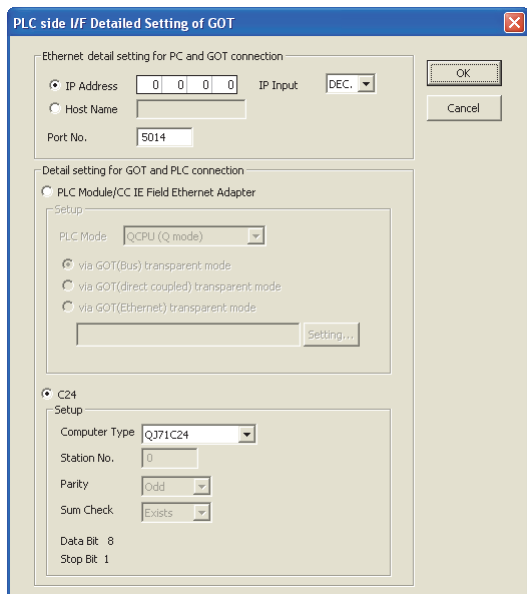 PLC side I/F Detailed Setting of GOT
Ethernet detail setting for PC and GOT connection
IP Address 0 0 0 0 IP Input DEC.
Host Name
Port No. 5014
OK
Cancel
Detail setting for GOT and PLC connection
PLC Module/CC IE Field Ethernet Adapter
Setup
PLC Mode QCPU (Q mode)
via GOT(Bus) transparent mode
via GOT(direct coupled) transparent mode
via GOT(Ethernet) transparent mode
Setting...
C24
Setup
Computer Type QJ71C24
Station No. 0
Parity Odd
Sum Check Exists
Data Bit 8
Stop Bit 1